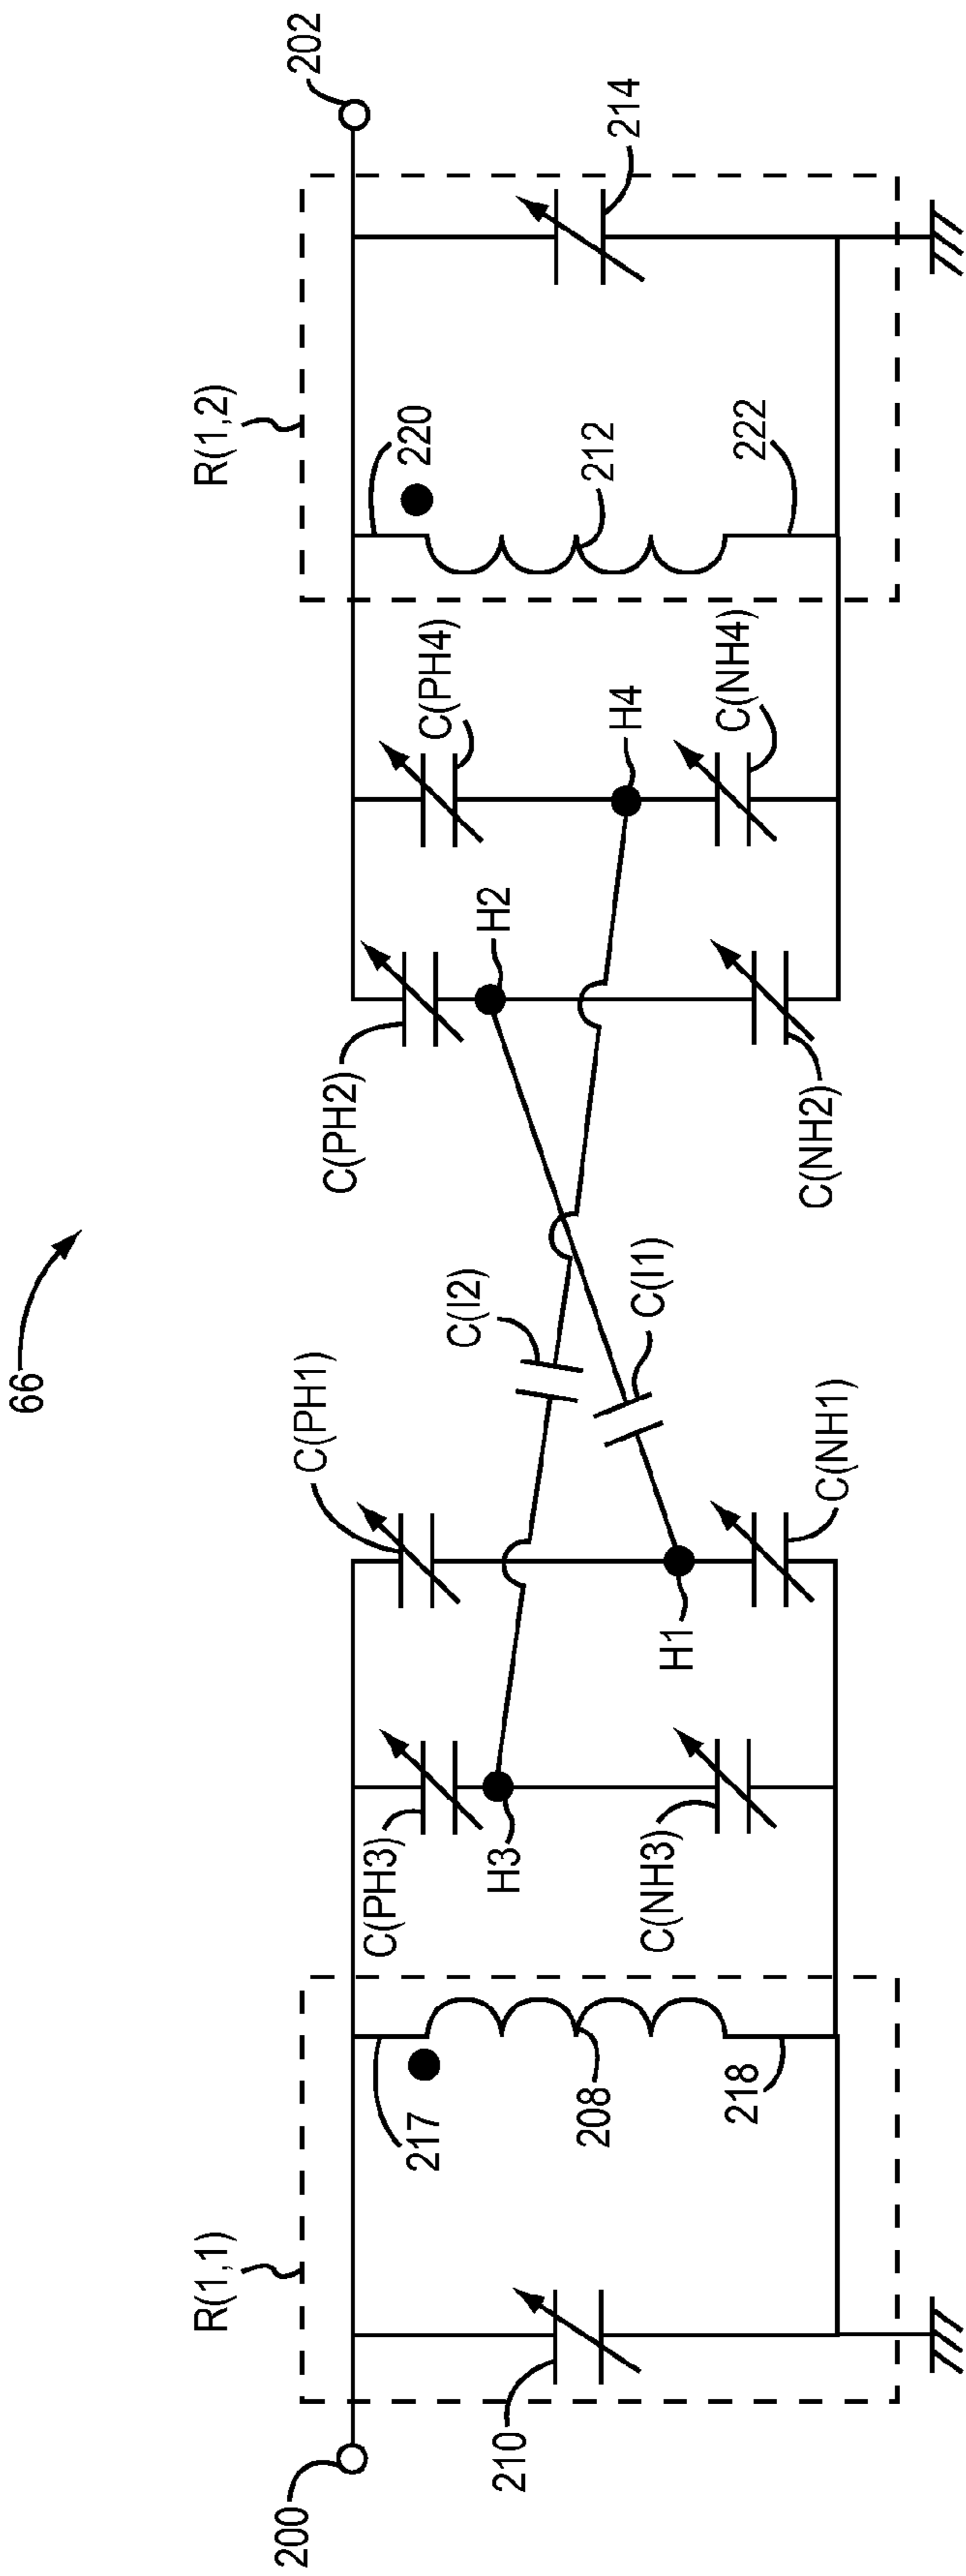 66
R(1,1)
R(1,2)
200
202
C(PH1)
C(PH2)
C(PH3)
C(PH4)
217
220
H3
H2
C(I2)
210
208
212
214
H1
C(I1)
H4
C(NH3)
C(NH4)
218
222
C(NH1)
C(NH2)